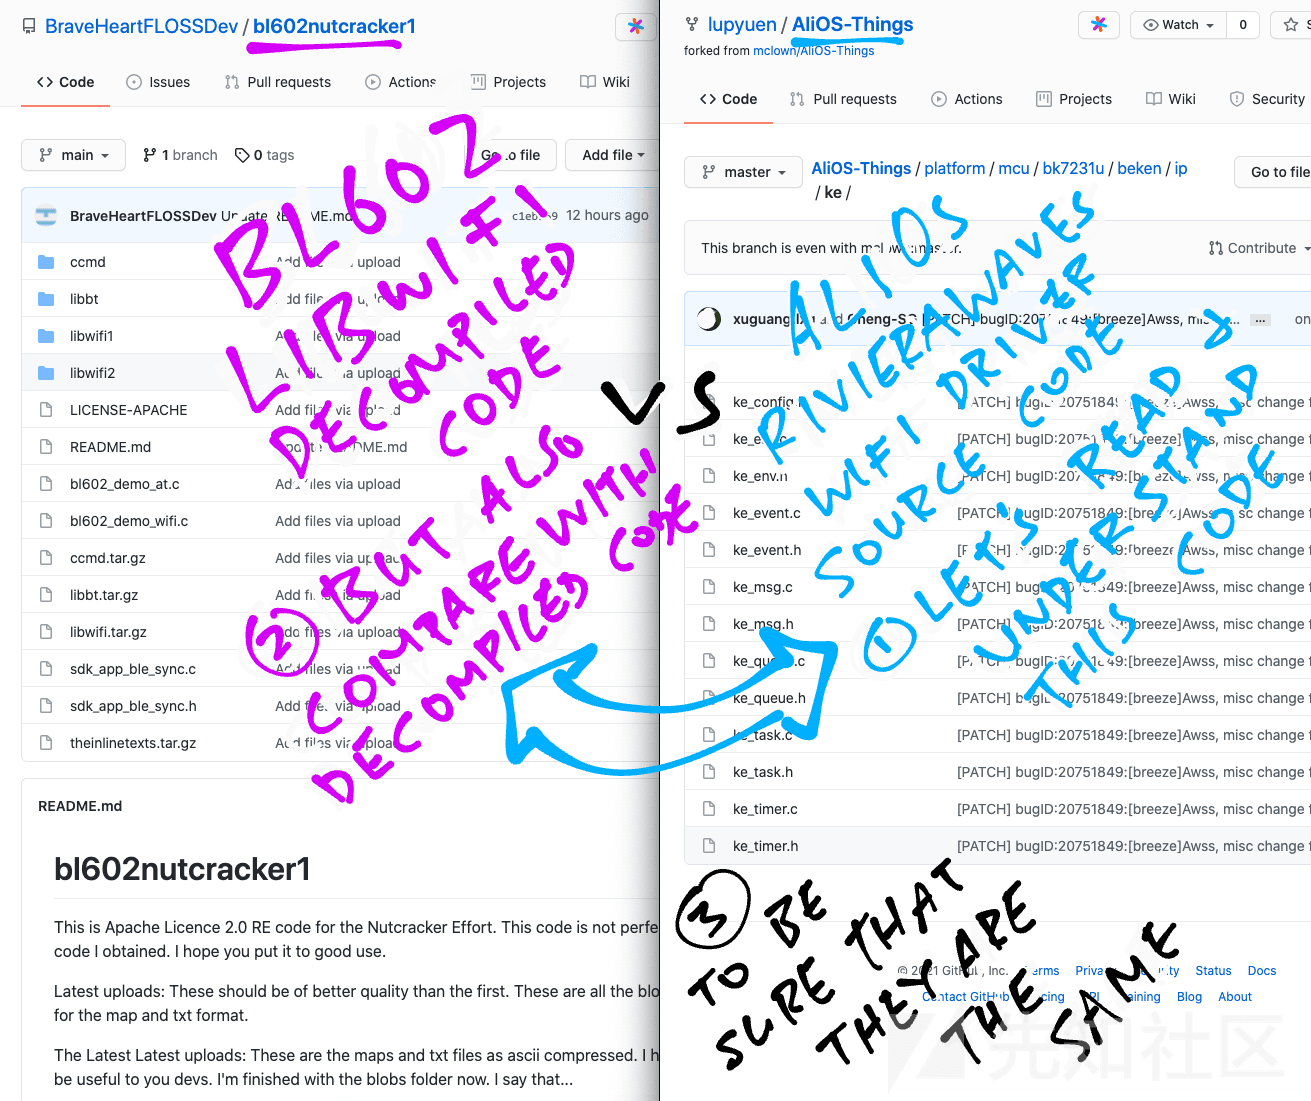 BraveHeartFLOSSDev / bl602nutcracker1
Code Issues Pull requests Actions Projects Wiki
main 1 branch 0 tags Go to file Add file
BraveHeartFLOSSDev Update README.md 12 hours ago
ccmd Add files via upload
libbt Add files via upload
libwifi1 Add files via upload
libwifi2 Add files via upload
LICENSE-APACHE Add files via upload
README.md Update README.md
bl602_demo_at.c Add files via upload
bl602_demo_wifi.c Add files via upload
ccmd.tar.gz Add files via upload
libbt.tar.gz Add files via upload
libwifi.tar.gz Add files via upload
sdk_app_ble_sync.c Add files via upload
sdk_app_ble_sync.h Add files via upload
theinlinetexts.tar.gz Add files via upload
README.md
bl602nutcracker1
This is Apache Licence 2.0 RE code for the Nutcracker Effort. This code is not perfe
code I obtained. I hope you put it to good use.
Latest uploads: These should be of better quality than the first. These are all the blo
for the map and txt format.
The Latest Latest uploads: These are the maps and txt files as ascii compressed. I h
be useful to you devs. I'm finished with the blobs folder now. I say that...
BL602
LIBWIFI
DECOMPILED
CODE
VS
② BUT ALSO
COMPARE WITH
DECOMPILED CODE
lupyuen / AliOS-Things
Watch 0 S
forked from mclown/AliOS-Things
Code Pull requests Actions Projects Wiki Security
master AliOS-Things / platform / mcu / bk7231u / beken / ip
/ ke / Go to file
This branch is even with mclown:master. Contribute
xuguang and Cheng-S [PATCH] bugID:20751849:[breeze]Awss, misc ... on
ke_config.h [PATCH] bugID:20751849:[breeze]Awss, misc change f
ke_env.c [PATCH] bugID:20751849:[breeze]Awss, misc change f
ke_env.h [PATCH] bugID:20751849:[breeze]Awss, misc change f
ke_event.c [PATCH] bugID:20751849:[breeze]Awss, misc change f
ke_event.h [PATCH] bugID:20751849:[breeze]Awss, misc change f
ke_msg.c [PATCH] bugID:20751849:[breeze]Awss, misc change f
ke_msg.h [PATCH] bugID:20751849:[breeze]Awss, misc change f
ke_queue.c [PATCH] bugID:20751849:[breeze]Awss, misc change f
ke_queue.h [PATCH] bugID:20751849:[breeze]Awss, misc change f
ke_task.c [PATCH] bugID:20751849:[breeze]Awss, misc change f
ke_task.h [PATCH] bugID:20751849:[breeze]Awss, misc change f
ke_timer.c [PATCH] bugID:20751849:[breeze]Awss, misc change f
ke_timer.h [PATCH] bugID:20751849:[breeze]Awss, misc change f
ALIOS
RIVIERAWAVES
WIFI DRIVER
SOURCE CODE
① LET'S READ &
UNDERSTAND
THIS CODE
③ TO BE
SURE THAT
THEY ARE
THE SAME
© 2021 GitHub, Inc. Terms Privacy Security Status Docs
Contact GitHub Pricing API Training Blog About
先知社区